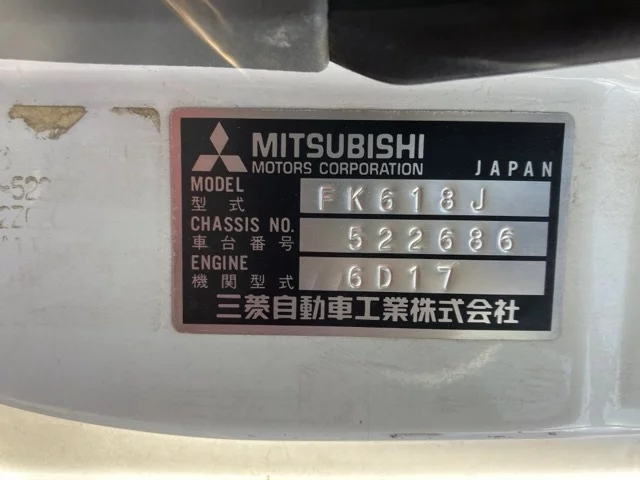 MITSUBISHI
MOTORS CORPORATION JAPAN
MODEL
型式 FK618J
CHASSIS NO.
車台番号 522686
ENGINE
機関型式 6D17
三菱自動車工業株式会社